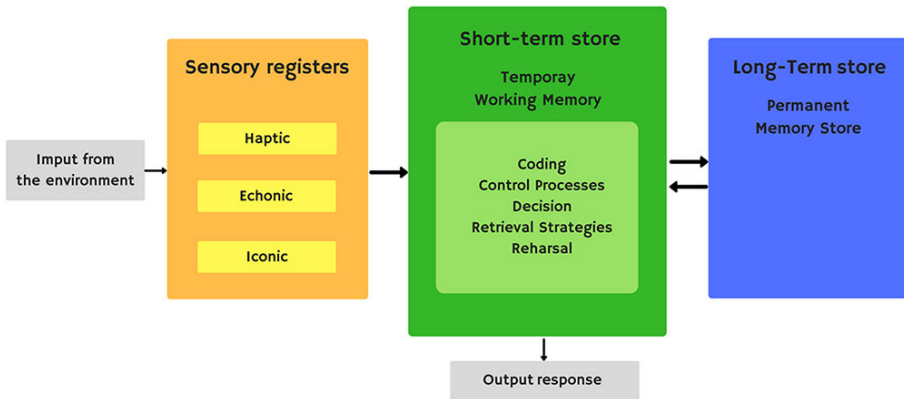 Imput from
the environment
Sensory registers
Haptic
Echonic
Iconic
Short-term store
Temporay
Working Memory
Coding
Control Processes
Decision
Retrieval Strategies
Reharsal
Output response
Long-Term store
Permanent
Memory Store